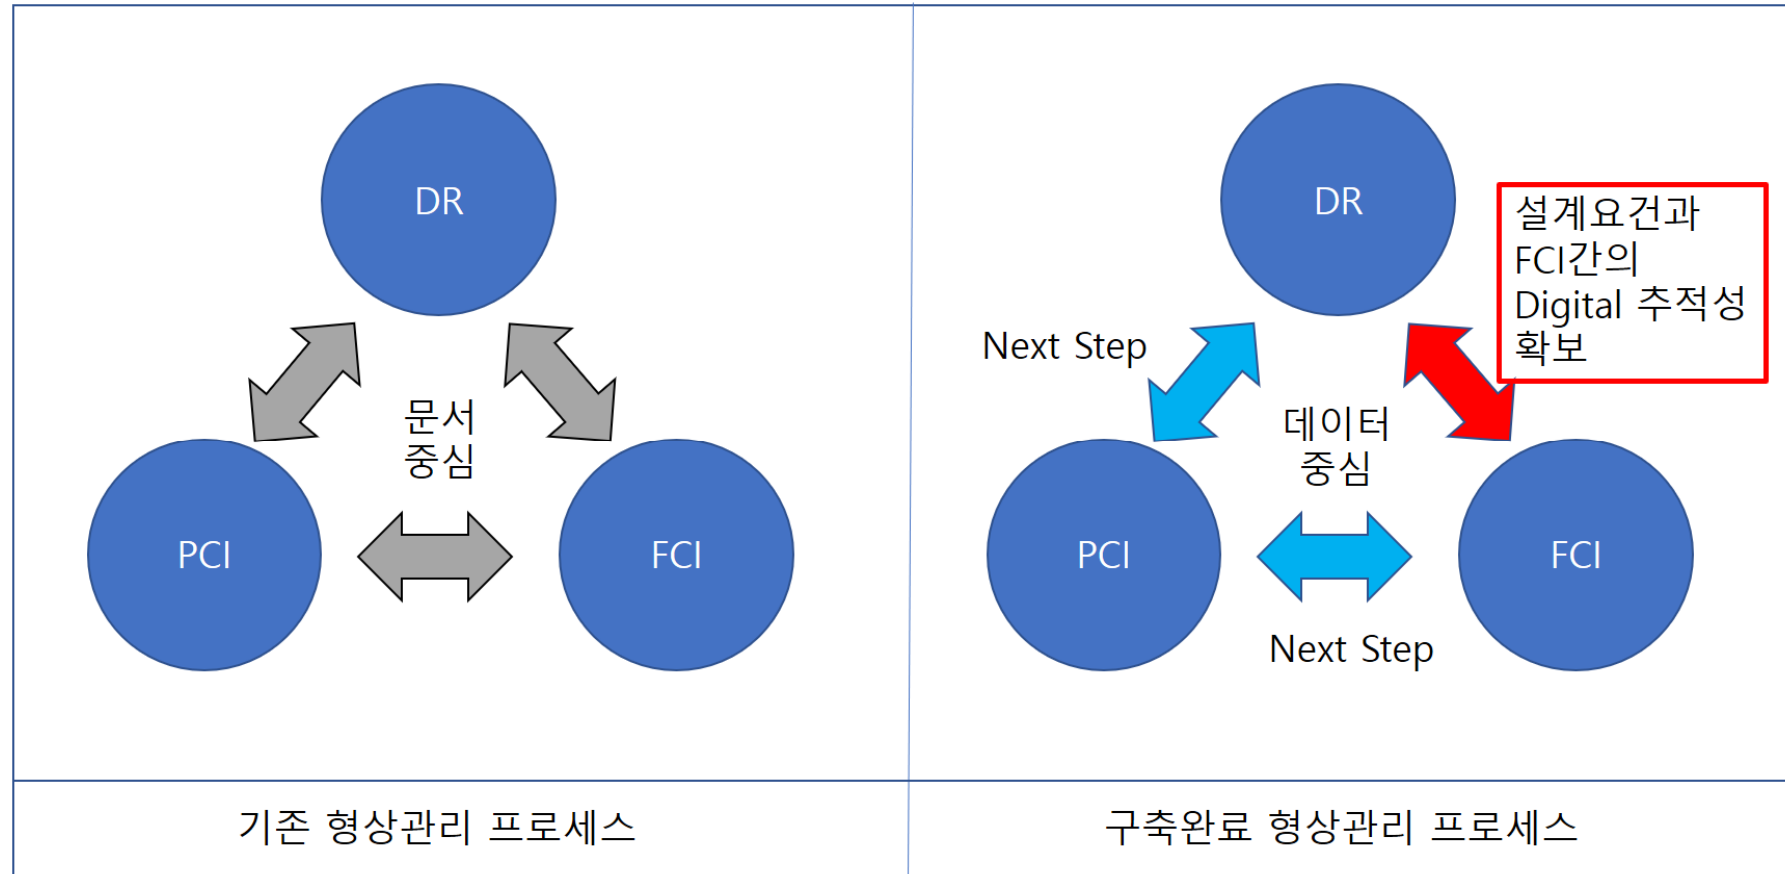 DR
문서
중심
PCI
FCI
기존 형상관리 프로세스
DR
설계요건과
FCI간의
Digital 추적성
확보
Next Step
데이터
중심
PCI
FCI
Next Step
구축완료 형상관리 프로세스